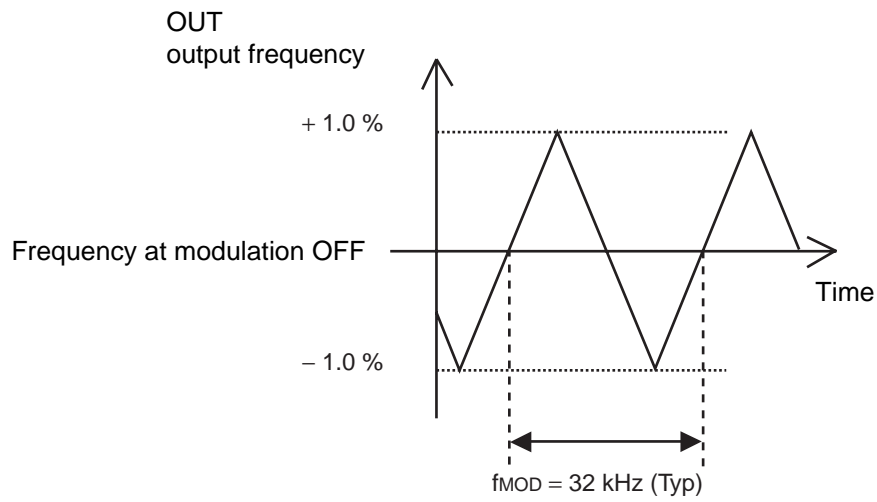 OUT
output frequency
+ 1.0 %
Frequency at modulation OFF
Time
− 1.0 %
fMOD = 32 kHz (Typ)